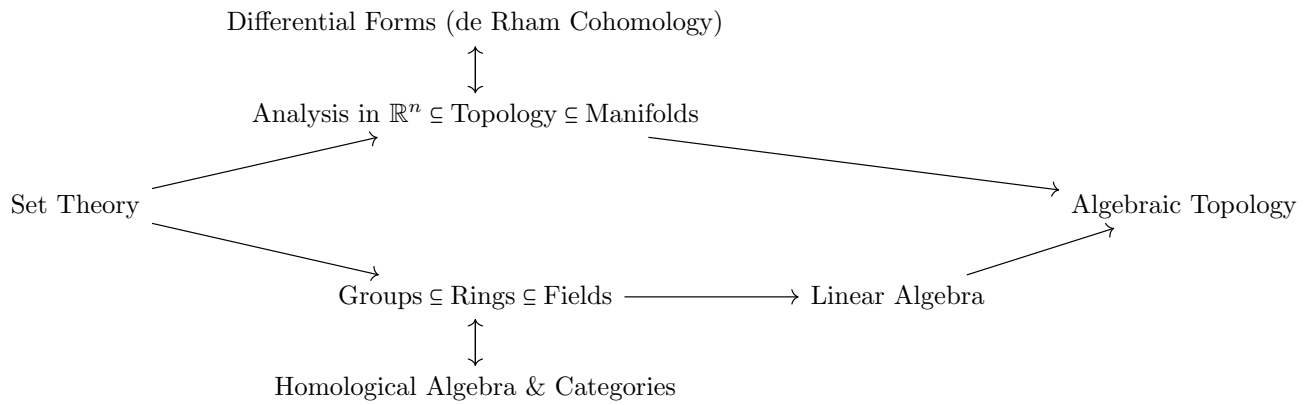 Differential Forms (de Rham Cohomology)
Analysis in ℝⁿ ⊆ Topology ⊆ Manifolds
Set Theory
Algebraic Topology
Groups ⊆ Rings ⊆ Fields
Linear Algebra
Homological Algebra & Categories